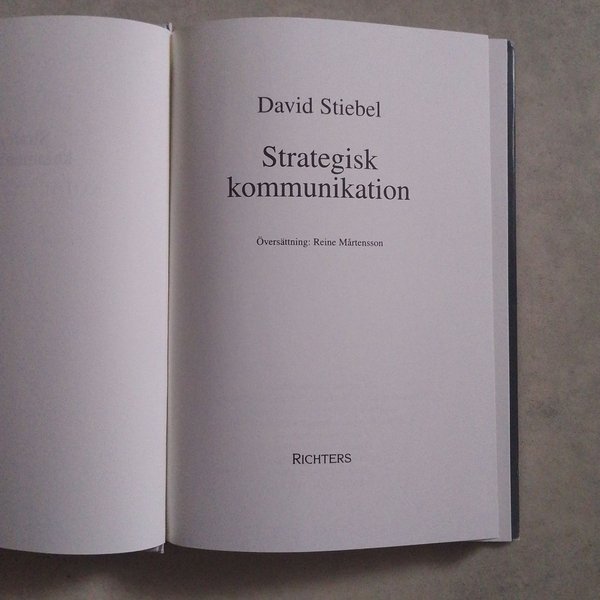 David Stiebel
Strategisk
kommunikation
Översättning: Reine Mårtensson
RICHTERS